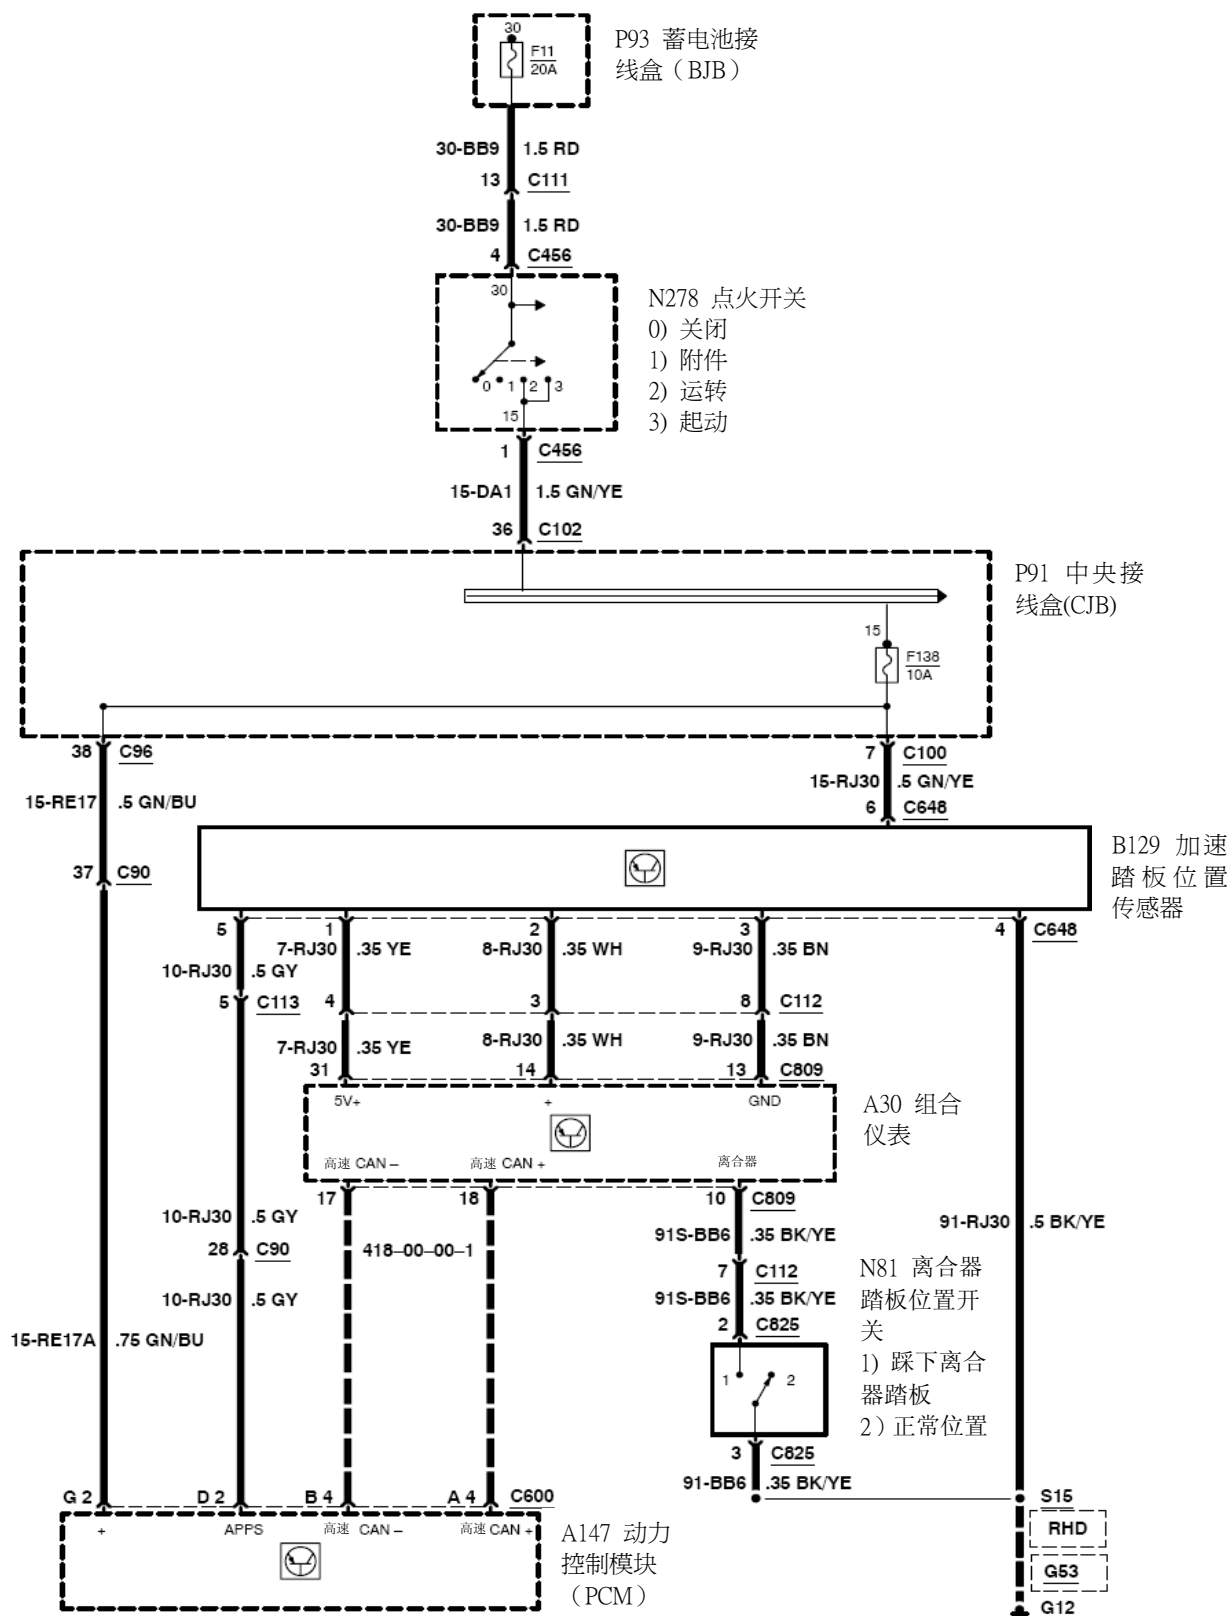 30
F11
20A
P93 蓄电池接
线盒（BJB）
30-BB9 1.5 RD
13 C111
30-BB9 1.5 RD
4 C456
30
0 1 2 3
15
N278 点火开关
0) 关闭
1) 附件
2) 运转
3) 起动
1 C456
15-DA1 1.5 GN/YE
36 C102
P91 中央接
线盒(CJB)
15
F138
10A
38 C96
7 C100
15-RE17 .5 GN/BU
15-RJ30 .5 GN/YE
6 C648
37 C90
B129 加速
踏板位置
传感器
5 1 2 3 4 C648
7-RJ30 .35 YE 8-RJ30 .35 WH 9-RJ30 .35 BN
10-RJ30 .5 GY
5 C113 4 3 8 C112
7-RJ30 .35 YE 8-RJ30 .35 WH 9-RJ30 .35 BN
31 14 13 C809
5V+ + GND
高速 CAN – 高速 CAN + 离合器
A30 组合
仪表
17 18 10 C809
10-RJ30 .5 GY
91S-BB6 .35 BK/YE
91-RJ30 .5 BK/YE
28 C90
418–00–00–1
7 C112
10-RJ30 .5 GY
91S-BB6 .35 BK/YE
2 C825
15-RE17A .75 GN/BU
1 2
N81 离合器
踏板位置开
关
1) 踩下离合
器踏板
2）正常位置
3 C825
91-BB6 .35 BK/YE
G 2 D 2 B 4 A 4 C600
S15
+ APPS 高速 CAN – 高速 CAN +
A147 动力
控制模块
（PCM）
RHD
G53
G12